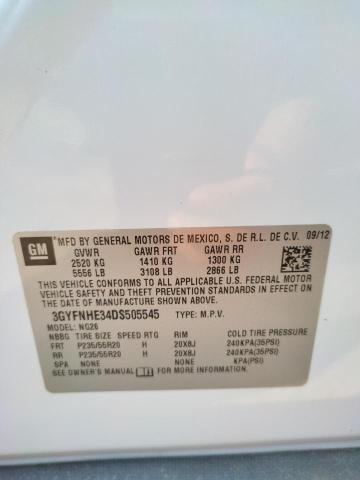 GM
MFD BY GENERAL MOTORS DE MEXICO, S. DE R.L. DE C.V. 09/12
GVWR GAWR FRT GAWR RR
2520 KG 1410 KG 1300 KG
5556 LB 3108 LB 2866 LB
THIS VEHICLE CONFORMS TO ALL APPLICABLE U.S. FEDERAL MOTOR
VEHICLE SAFETY AND THEFT PREVENTION STANDARDS IN EFFECT
ON THE DATE OF MANUFACTURE SHOWN ABOVE.
3GYFNHE34DS505545 TYPE: M.P.V.
MODEL: NG26
NBBG TIRE SIZE SPEED RTG RIM COLD TIRE PRESSURE
FRT P235/55R20 H 20X8J 240KPA(35PSI)
RR P235/55R20 H 20X8J 240KPA(35PSI)
SPA NONE NONE KPA(PSI)
SEE OWNER'S MANUAL FOR ADDITIONAL INFORMATION